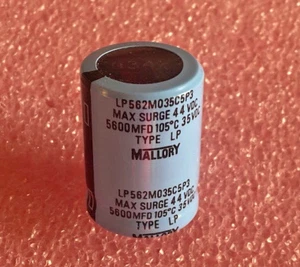 LP562M035C5P3
MAX SURGE 44 VDC
5600MFD 105°C 35VDC
TYPE LP
MALLORY
LP562M035C5P3
MAX SURGE 44 VDC
5600MFD 105°C 35VDC
TYPE LP
MALLORY